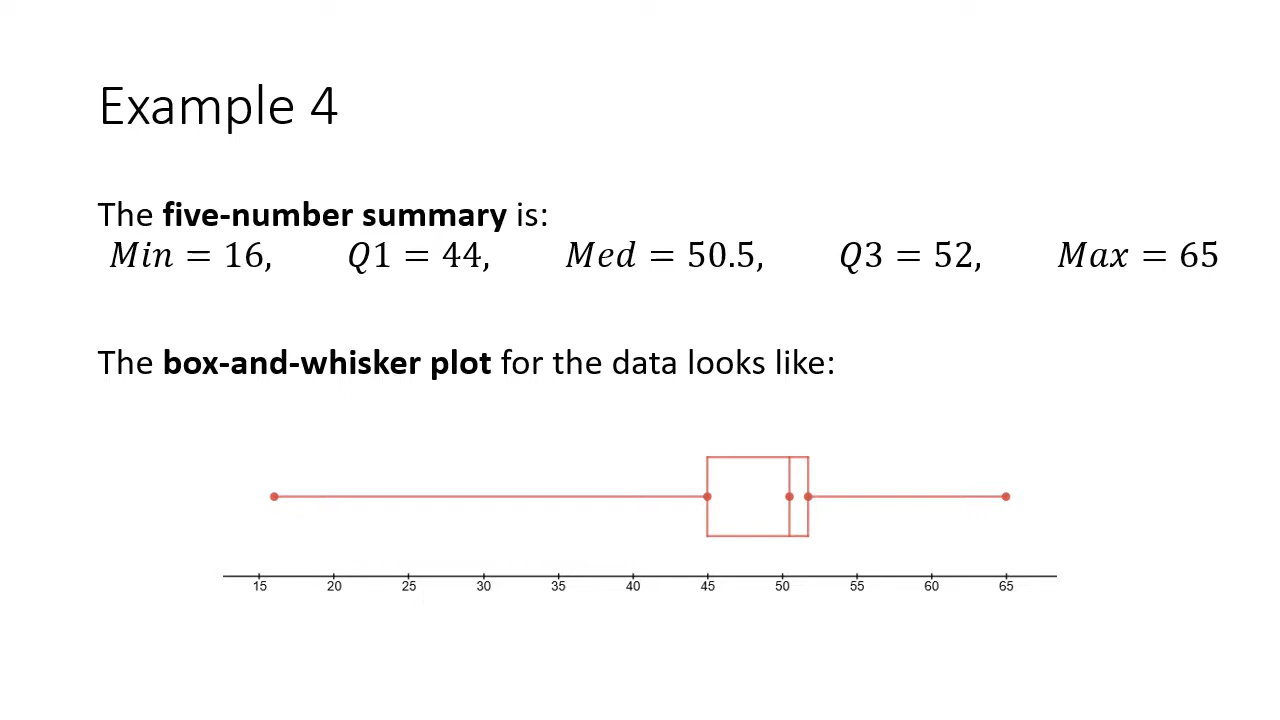 Example 4
The five-number summary is:
Min = 16, Q1 = 44, Med = 50.5, Q3 = 52, Max = 65
The box-and-whisker plot for the data looks like:
15 20 25 30 35 40 45 50 55 60 65